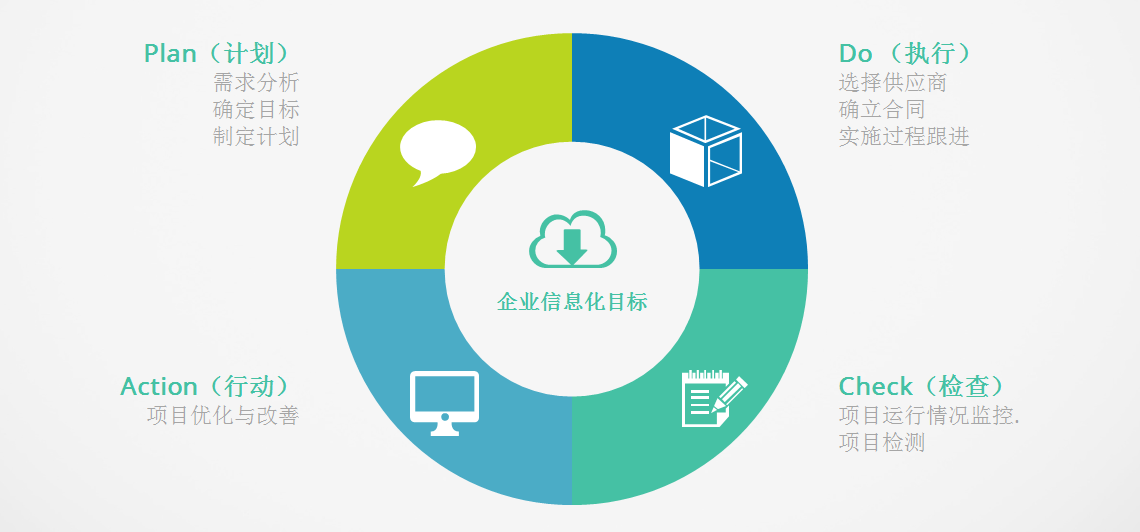 Plan（计划）
需求分析
确定目标
制定计划
Do （执行）
选择供应商
确立合同
实施过程跟进
企业信息化目标
Action（行动）
项目优化与改善
Check（检查）
项目运行情况监控.
项目检测